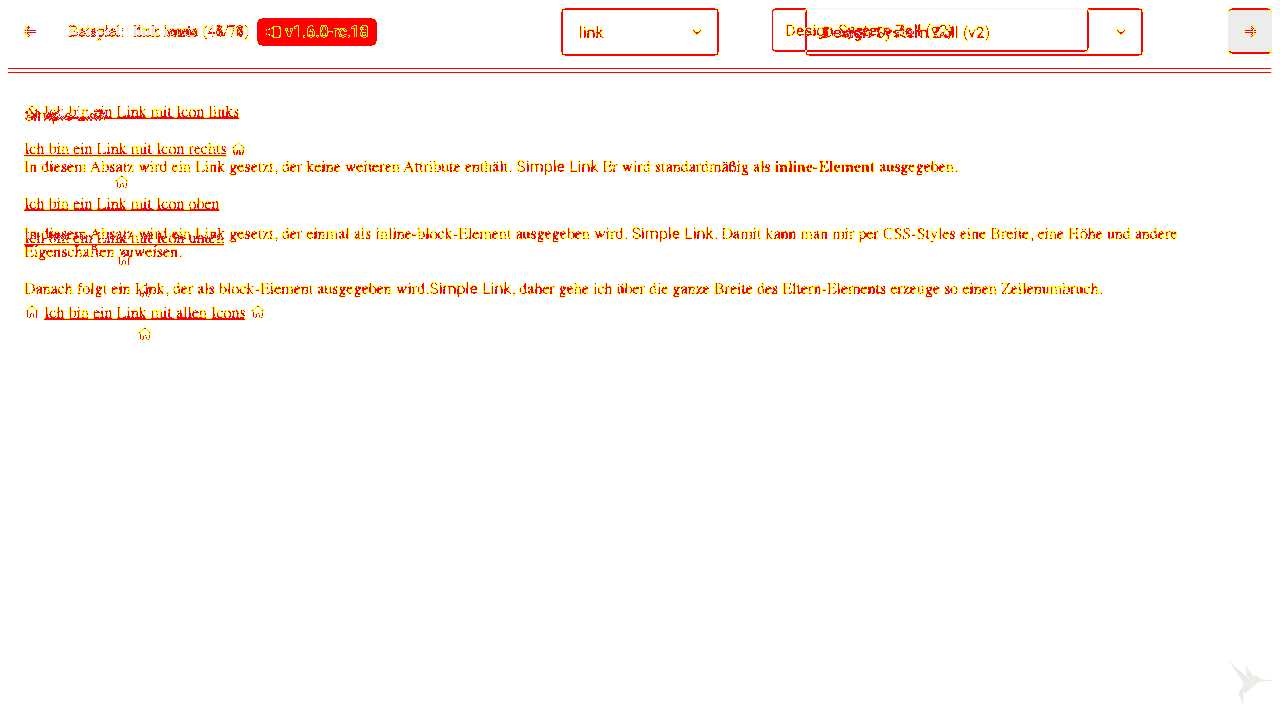 Beispiel: link v1.6.0-rc.
link
Design System Zoll (v2)
Ich bin ein Link mit Icon links
Ich bin ein Link mit Icon rechts
In diesem Absatz wird ein Link gesetzt, der keine weiteren Attribute enthält. Simple Link Er wird standardmäßig als inline-Element ausgegeben.
Ich bin ein Link mit Icon oben
In diesem Absatz wird ein Link gesetzt, der einmal als inline-block-Element ausgegeben wird. Simple Link. Damit kann man mir per CSS-Styles eine Breite, eine Höhe und andere
Ich bin ein Link mit Icon unten
Eigenschaften zuweisen.
Danach folgt ein Link, der als block-Element ausgegeben wird.Simple Link, daher gehe ich über die ganze Breite des Eltern-Elements erzeuge so einen Zeilenumbruch.
Ich bin ein Link mit allen Icons